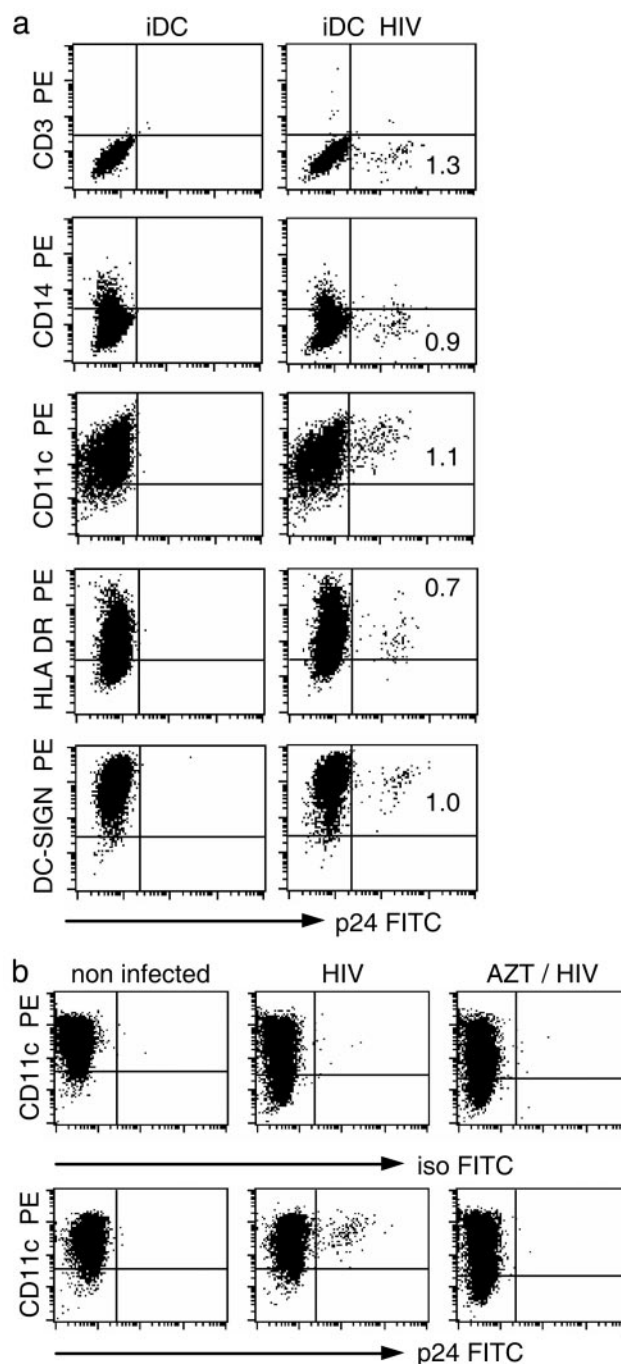 a
iDC
iDC HIV
CD3 PE
1.3
CD14 PE
0.9
CD11c PE
1.1
HLA DR PE
0.7
DC-SIGN PE
1.0
p24 FITC
b
non infected
HIV
AZT / HIV
CD11c PE
iso FITC
CD11c PE
p24 FITC